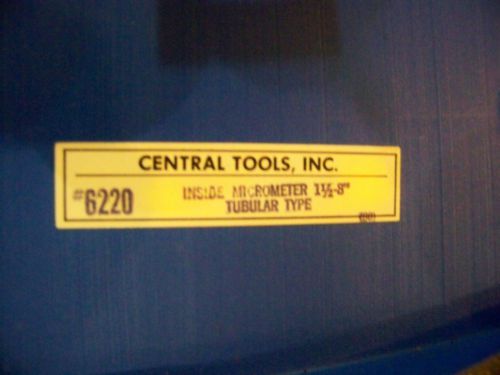 CENTRAL TOOLS, INC.
#6220 INSIDE MICROMETER 1½-8"
TUBULAR TYPE